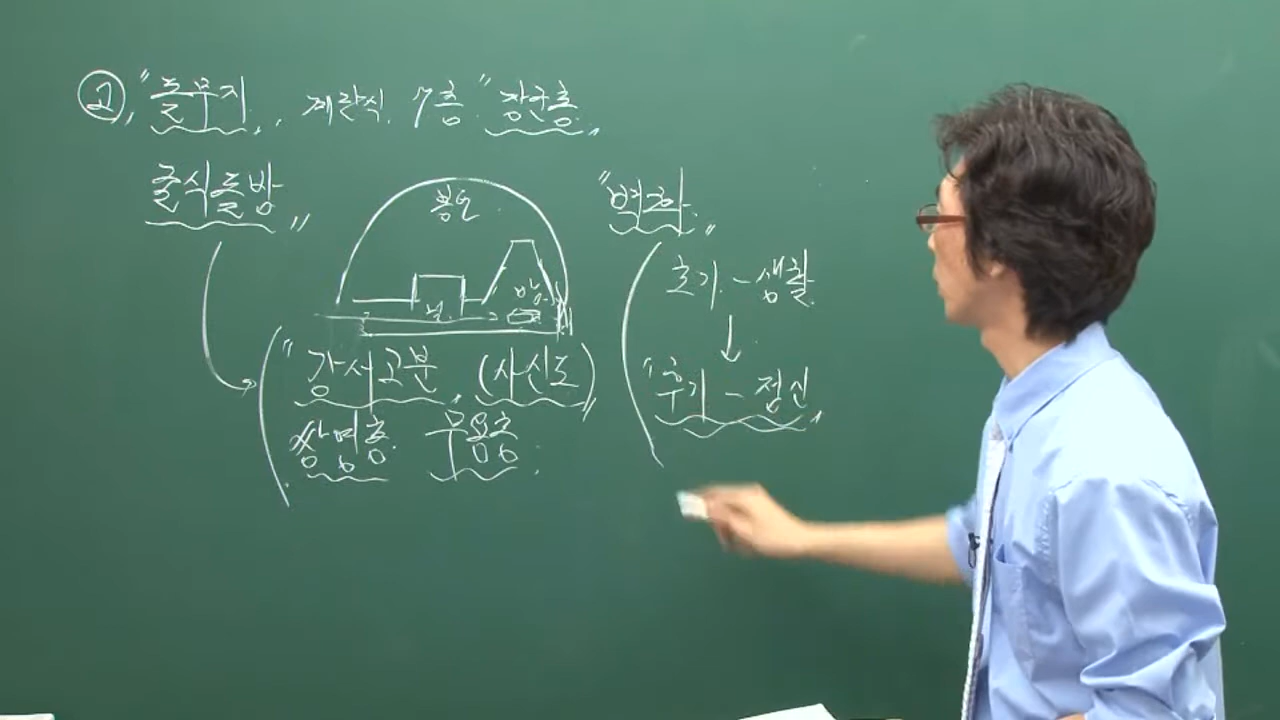 ② "돌무지", 계단식 7층 "장군총"
굴식돌방"
봉토
널
방
"벽화"
초기 - 생활
↓
"후기 - 정신"
"강서고분, (사신도)"
쌍영총. 무용총.